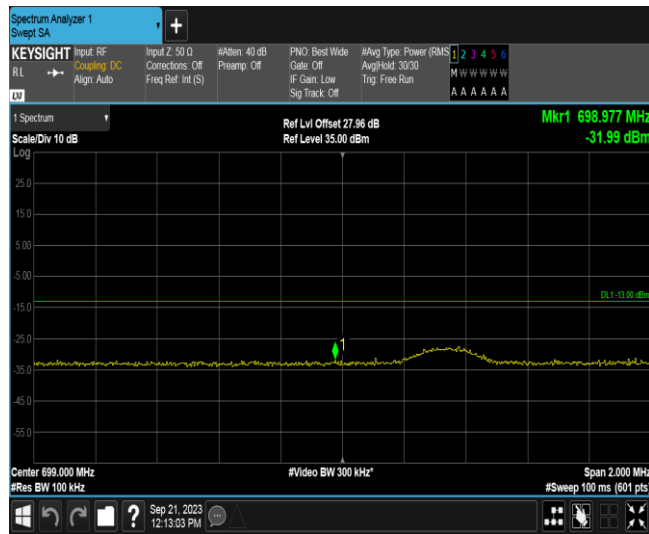 Spectrum Analyzer 1
Swept SA
+
KEYSIGHT
RL
LXI
Input: RF
Coupling: DC
Align: Auto
Input Z: 50 Ω
Corrections: Off
Freq Ref: Int (S)
#Atten: 40 dB
Preamp: Off
PNO: Best Wide
Gate: Off
IF Gain: Low
Sig Track: Off
#Avg Type: Power (RMS
Avg|Hold: 30/30
Trig: Free Run
1 2 3 4 5 6
M W W W W W
A A A A A A
1 Spectrum
Scale/Div 10 dB
Ref Lvl Offset 27.96 dB
Ref Level 35.00 dBm
Mkr1 698.977 MHz
-31.99 dBm
Log
25.0
15.0
5.00
-5.00
DL1 -13.00 dBm
-15.0
-25.0
1
-35.0
-45.0
-55.0
Center 699.000 MHz
#Video BW 300 kHz*
Span 2.000 MHz
#Res BW 100 kHz
#Sweep 100 ms (601 pts
?
Sep 21, 2023
12:13:03 PM